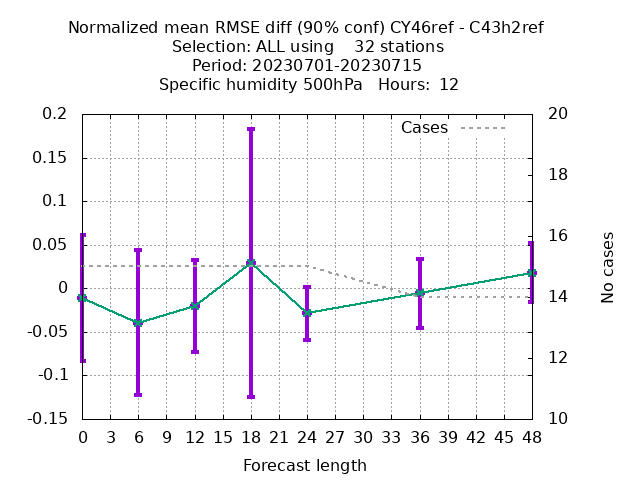 Normalized mean RMSE diff (90% conf) CY46ref - C43h2ref
Selection: ALL using    32 stations
Period: 20230701-20230715
Specific humidity 500hPa   Hours:  12
Cases
0.2
0.15
0.1
0.05
0
-0.05
-0.1
-0.15
20
18
16
14
12
10
No cases
0 3 6 9 12 15 18 21 24 27 30 33 36 39 42 45 48
Forecast length